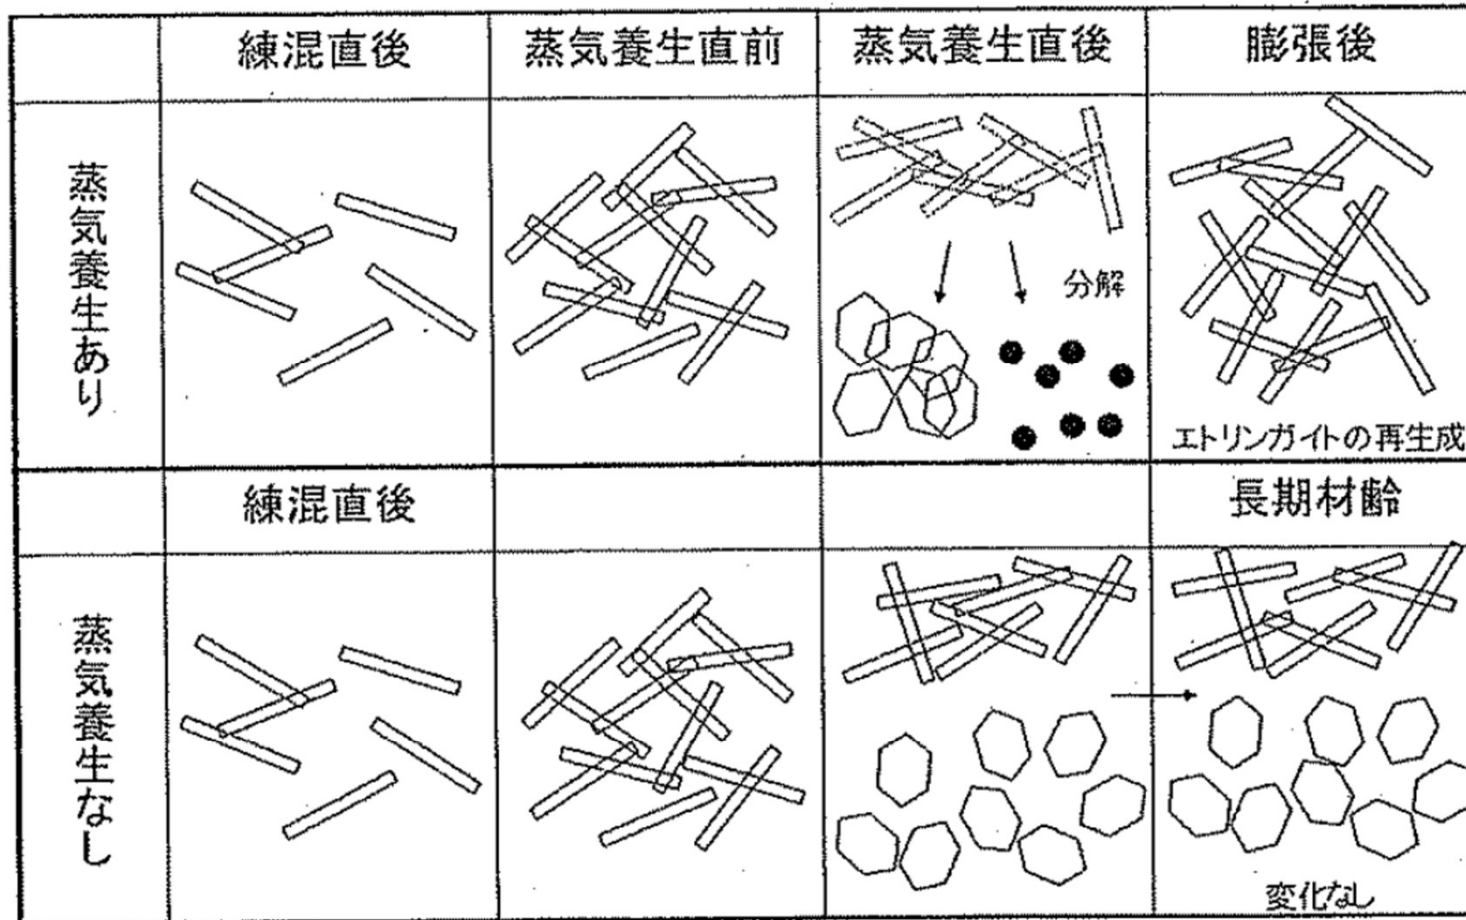 練混直後
蒸気養生直前
蒸気養生直後
膨張後
蒸気養生あり
分解
エトリンガイトの再生成
練混直後
長期材齢
蒸気養生なし
変化なし